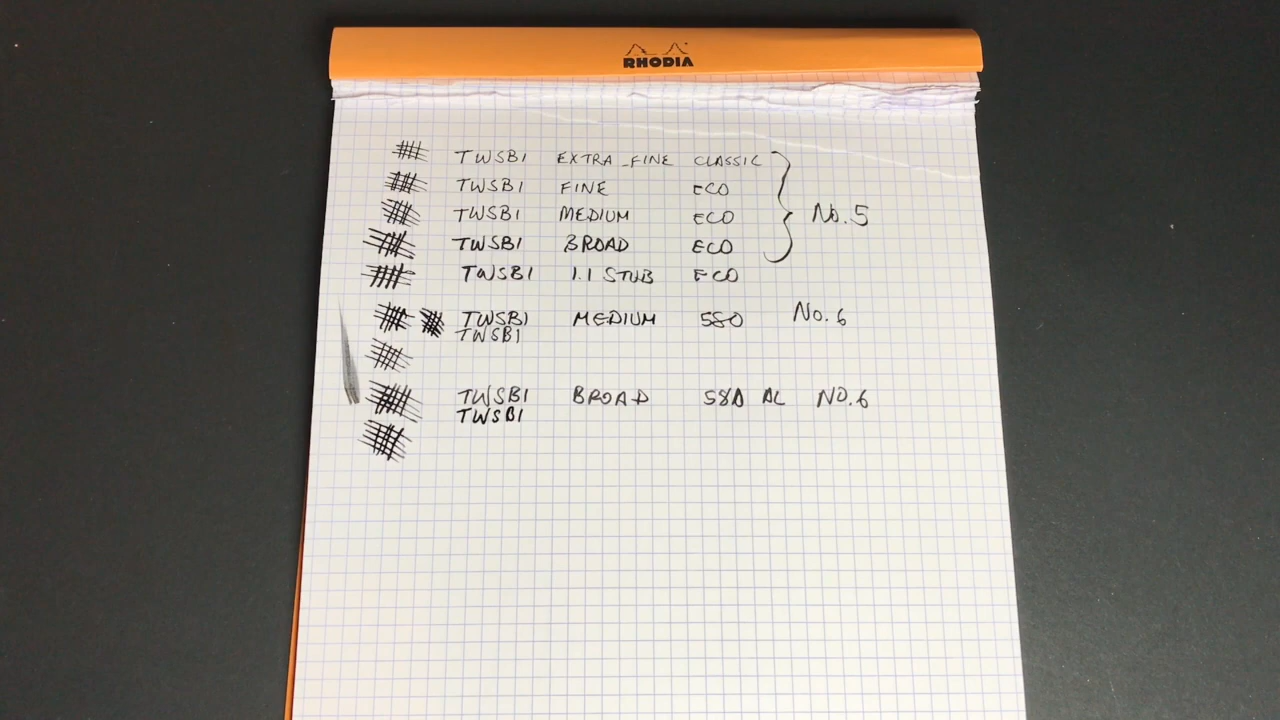 RHODIA
TWSBI EXTRA FINE CLASSIC
TWSBI FINE ECO
TWSBI MEDIUM ECO No.5
TWSBI BROAD ECO
TWSBI 1.1 STUB ECO
TWSBI MEDIUM 580 No.6
TWSBI
TWSBI BROAD 580 AL NO.6
TWSBI